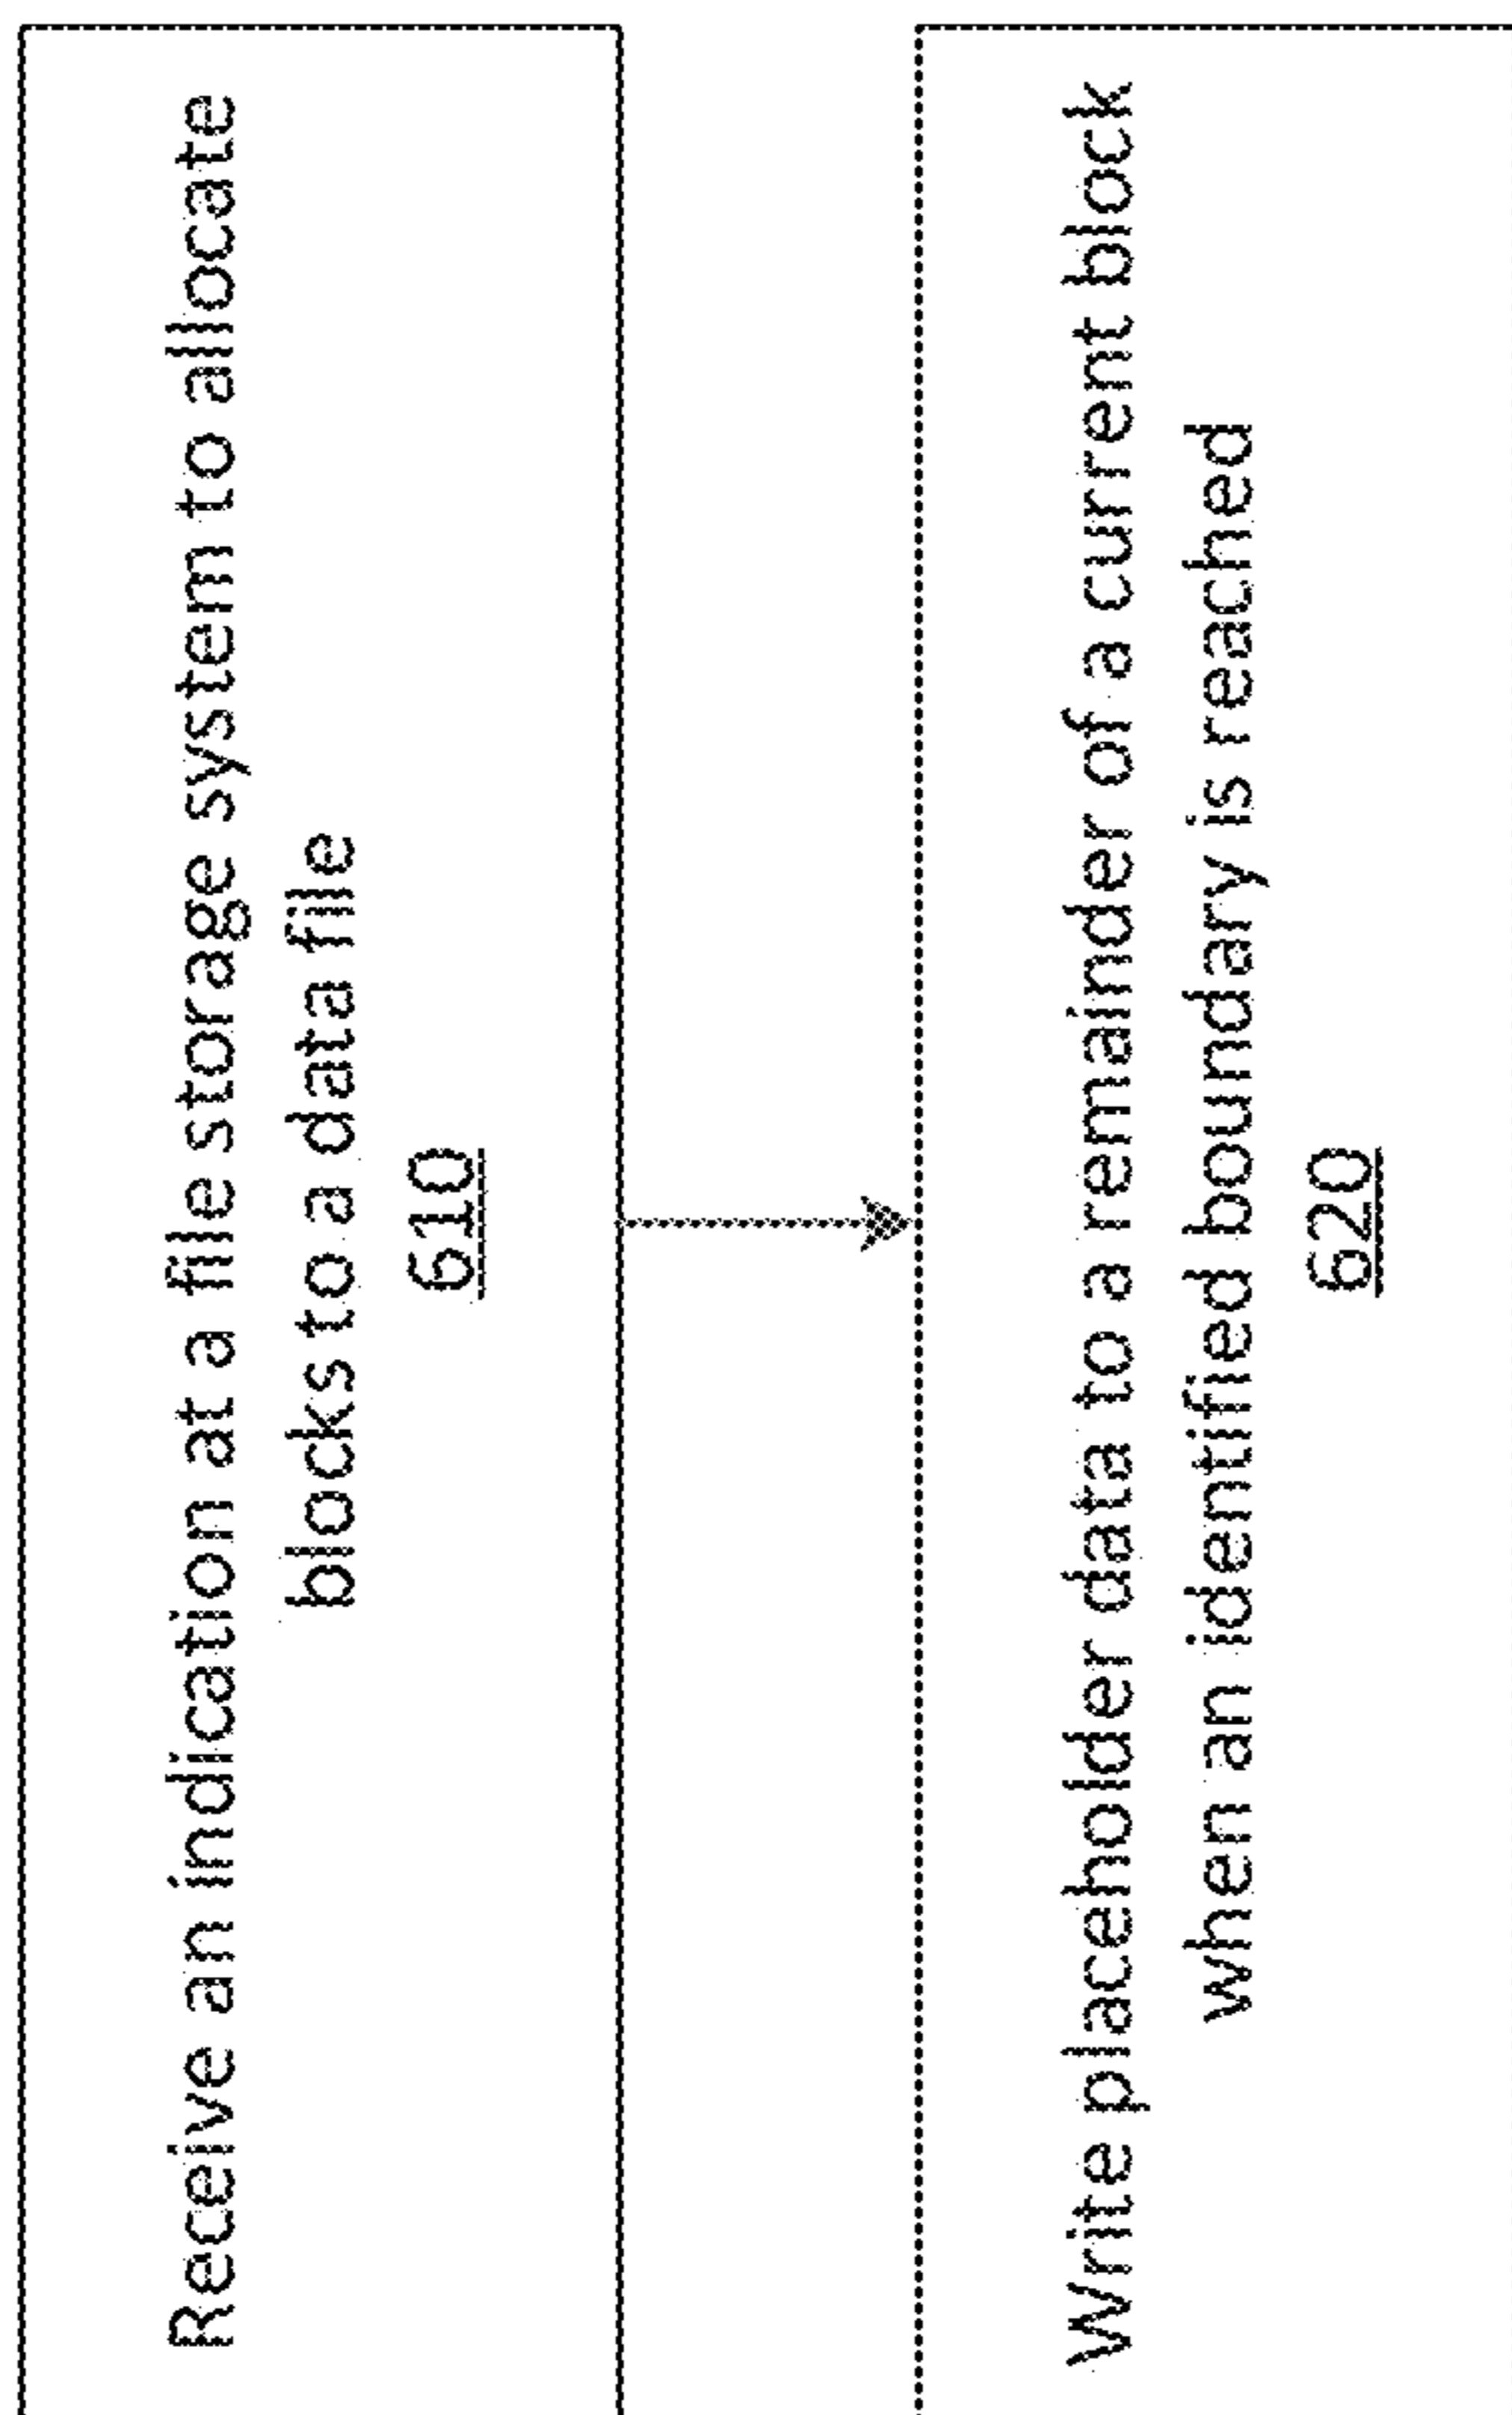 Receive an indication at a file storage system to allocate
blocks to a data file
610
Write placeholder data to a remainder of a current block
when an identified boundary is reached
620